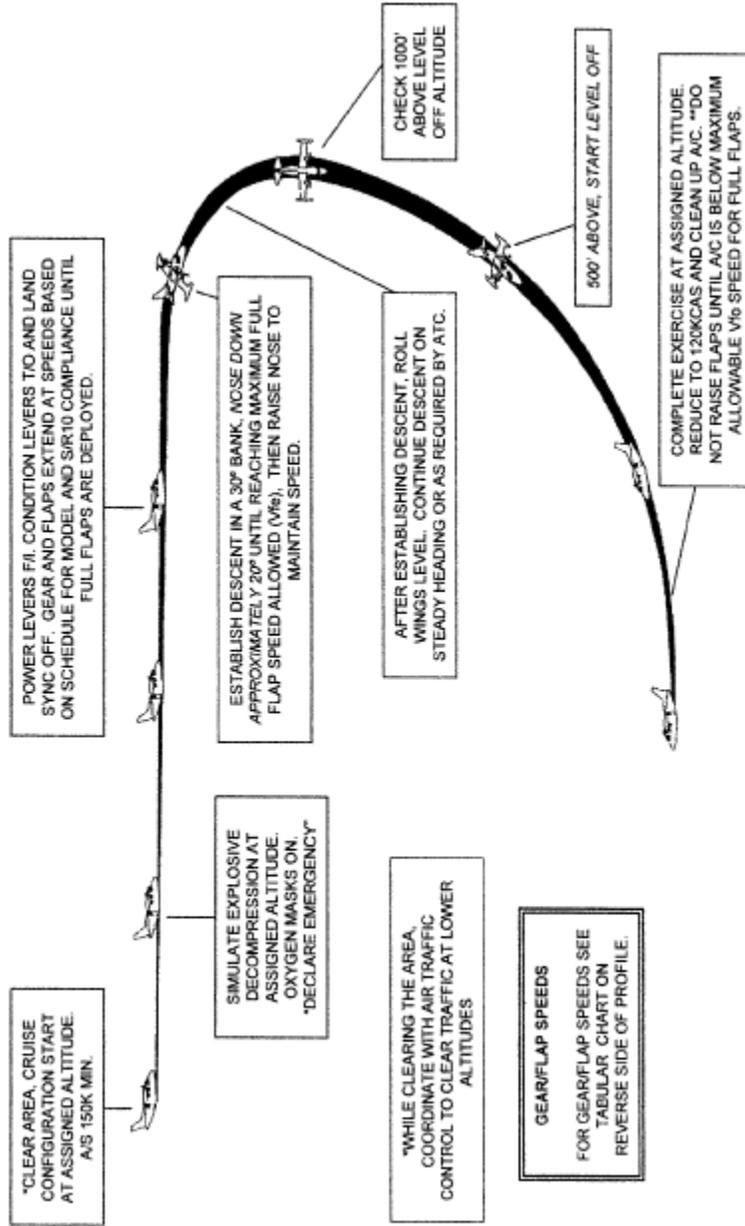 "CLEAR AREA, CRUISE
CONFIGURATION START
AT ASSIGNED ALTITUDE.
A/S 150K MIN.
SIMULATE EXPLOSIVE
DECOMPRESSION AT
ASSIGNED ALTITUDE.
OXYGEN MASKS ON.
"DECLARE EMERGENCY"
POWER LEVERS F/I. CONDITION LEVERS T/O AND LAND
SYNC OFF. GEAR AND FLAPS EXTEND AT SPEEDS BASED
ON SCHEDULE FOR MODEL AND S/R10 COMPLIANCE UNTIL
FULL FLAPS ARE DEPLOYED.
ESTABLISH DESCENT IN A 30º BANK, NOSE DOWN
APPROXIMATELY 20º UNTIL REACHING MAXIMUM FULL
FLAP SPEED ALLOWED (Vfe), THEN RAISE NOSE TO
MAINTAIN SPEED.
CHECK 1000'
ABOVE LEVEL
OFF ALTITUDE
AFTER ESTABLISHING DESCENT, ROLL
WINGS LEVEL. CONTINUE DESCENT ON
STEADY HEADING OR AS REQUIRED BY ATC.
500' ABOVE, START LEVEL OFF
COMPLETE EXERCISE AT ASSIGNED ALTITUDE.
REDUCE TO 120KCAS AND CLEAN UP A/C. **DO
NOT RAISE FLAPS UNTIL A/C IS BELOW MAXIMUM
ALLOWABLE Vfo SPEED FOR FULL FLAPS.
"WHILE CLEARING THE AREA,
COORDINATE WITH AIR TRAFFIC
CONTROL TO CLEAR TRAFFIC AT LOWER
ALTITUDES
GEAR/FLAP SPEEDS
FOR GEAR/FLAP SPEEDS SEE
TABULAR CHART ON
REVERSE SIDE OF PROFILE.